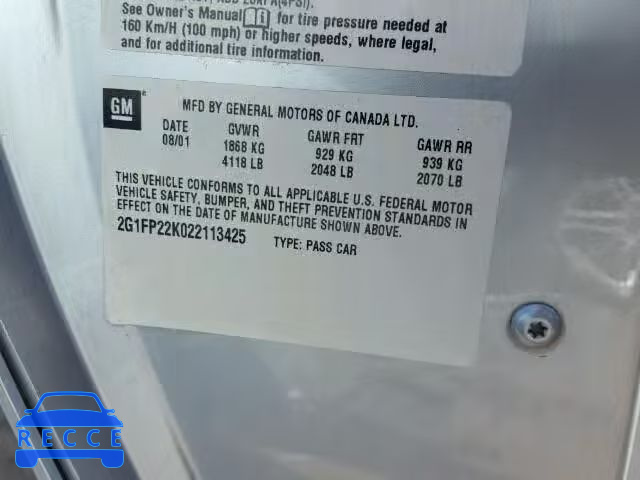 See Owner's Manual for tire pressure needed at
160 Km/H (100 mph) or higher speeds, where legal,
and for additional tire information.
GM
MFD BY GENERAL MOTORS OF CANADA LTD.
DATE GVWR GAWR FRT GAWR RR
08/01 1868 KG 929 KG 939 KG
4118 LB 2048 LB 2070 LB
THIS VEHICLE CONFORMS TO ALL APPLICABLE U.S. FEDERAL MOTOR
VEHICLE SAFETY, BUMPER, AND THEFT PREVENTION STANDARDS IN
EFFECT ON THE DATE OF MANUFACTURE SHOWN ABOVE.
2G1FP22K022113425 TYPE: PASS CAR
RECCE